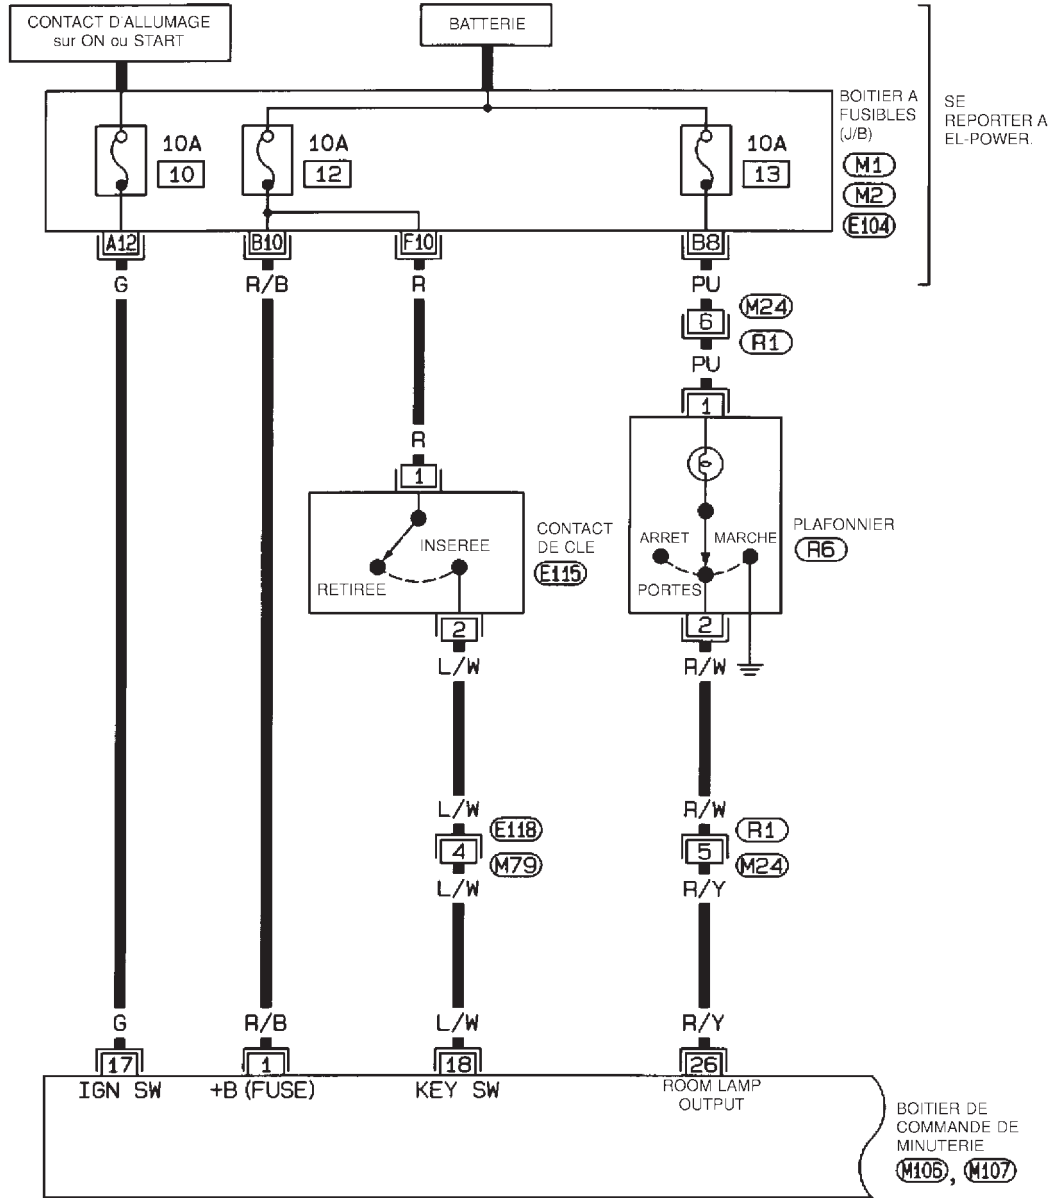 CONTACT D'ALLUMAGE
sur ON ou START
BATTERIE
BOITIER A
FUSIBLES
(J/B)
M1
M2
E104
SE
REPORTER A
EL-POWER.
10A
10
10A
12
10A
13
A12
B10
F10
B8
G
R/B
R
PU
6
M24
R1
PU
1
R
1
INSEREE
RETIREE
CONTACT
DE CLE
E115
ARRET
MARCHE
PORTES
PLAFONNIER
R6
2
L/W
2
R/W
L/W
4
E118
M79
L/W
R/W
5
R1
M24
R/Y
G
R/B
L/W
R/Y
17
1
18
26
IGN SW
+B (FUSE)
KEY SW
ROOM LAMP
OUTPUT
BOITIER DE
COMMANDE DE
MINUTERIE
M106, M107